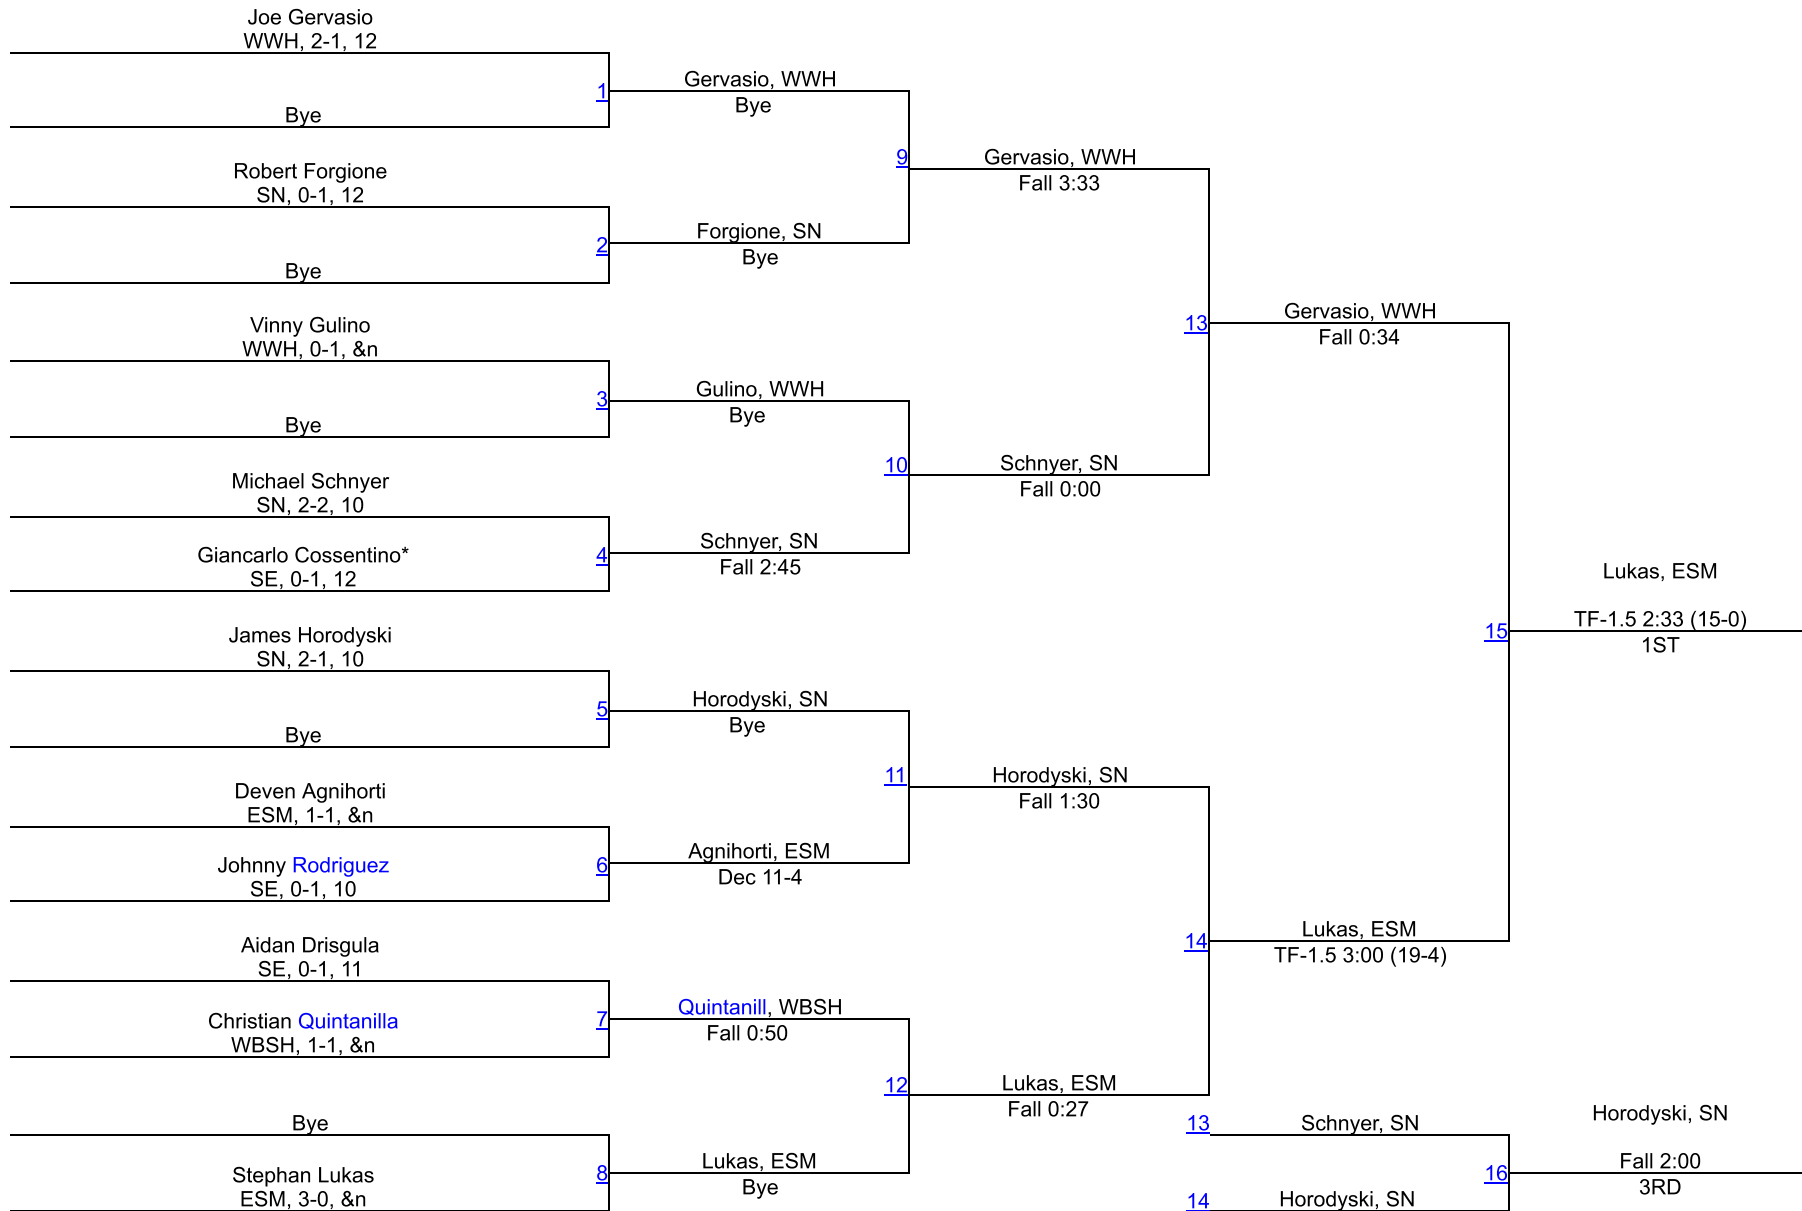 Joe Gervasio
WWH, 2-1, 12
Bye
1
Robert Forgione
SN, 0-1, 12
Bye
2
Vinny Gulino
WWH, 0-1, &n
Bye
3
Michael Schnyer
SN, 2-2, 10
Giancarlo Cossentino*
SE, 0-1, 12
4
James Horodyski
SN, 2-1, 10
Bye
5
Deven Agnihorti
ESM, 1-1, &n
Johnny Rodriguez
SE, 0-1, 10
6
Aidan Drisgula
SE, 0-1, 11
Christian Quintanilla
WBSH, 1-1, &n
7
Bye
Stephan Lukas
ESM, 3-0, &n
8
Gervasio, WWH
Bye
9
Forgione, SN
Bye
Gulino, WWH
Bye
10
Schnyer, SN
Fall 2:45
Horodyski, SN
Bye
11
Agnihorti, ESM
Dec 11-4
Quintanill, WBSH
Fall 0:50
12
Lukas, ESM
Bye
Gervasio, WWH
Fall 3:33
13
Schnyer, SN
Fall 0:00
Horodyski, SN
Fall 1:30
14
Lukas, ESM
Fall 0:27
Gervasio, WWH
Fall 0:34
15
Lukas, ESM
TF-1.5 3:00 (19-4)
Lukas, ESM
TF-1.5 2:33 (15-0)
1ST
13
Schnyer, SN
16
14
Horodyski, SN
Horodyski, SN
Fall 2:00
3RD